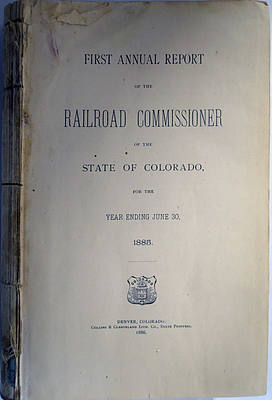 FIRST ANNUAL REPORT
OF THE
RAILROAD COMMISSIONER
OF THE
STATE OF COLORADO,
FOR THE
YEAR ENDING JUNE 30,
1885.
DENVER, COLORADO:
COLLIER & CLEAVELAND LITH. CO., STATE PRINTERS.
1886.